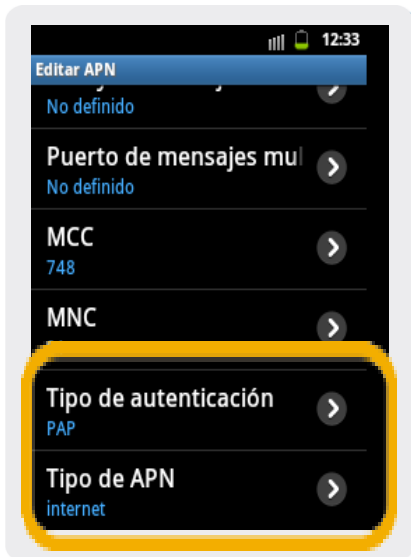 12:33
Editar APN
No definido
Puerto de mensajes mul
No definido
MCC
748
MNC
Tipo de autenticación
PAP
Tipo de APN
internet